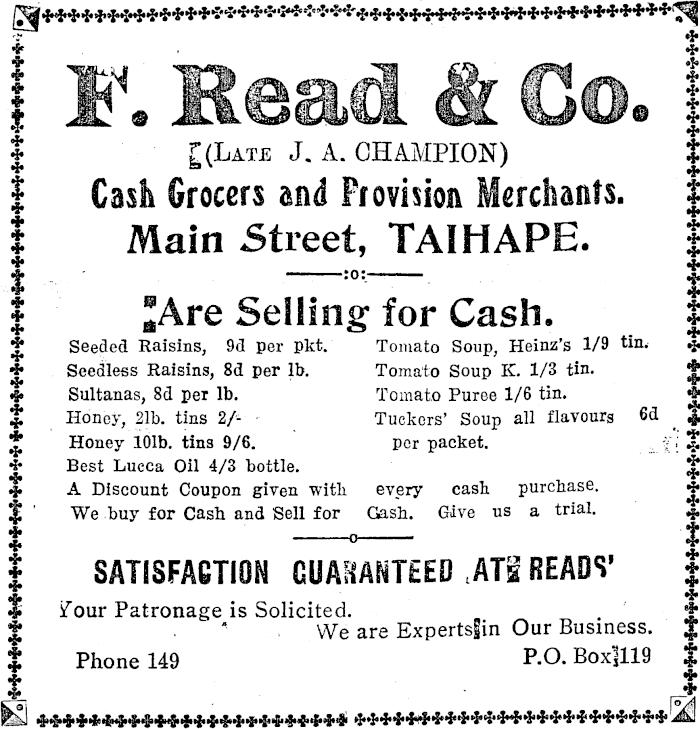 F. Read & Co.
(LATE J. A. CHAMPION)
Cash Grocers and Provision Merchants.
Main Street, TAIHAPE.
:o:
Are Selling for Cash.
Seeded Raisins, 9d per pkt.
Seedless Raisins, 8d per lb.
Sultanas, 8d per lb.
Honey, 2lb. tins 2/-
Honey 10lb. tins 9/6.
Best Lucca Oil 4/3 bottle.
Tomato Soup, Heinz's 1/9 tin.
Tomato Soup K. 1/3 tin.
Tomato Puree 1/6 tin.
Tuckers' Soup all flavours 6d
per packet.
A Discount Coupon given with every cash purchase.
We buy for Cash and Sell for Cash. Give us a trial.
o
SATISFACTION GUARANTEED AT READS'
Your Patronage is Solicited.
We are Experts in Our Business.
Phone 149
P.O. Box 119